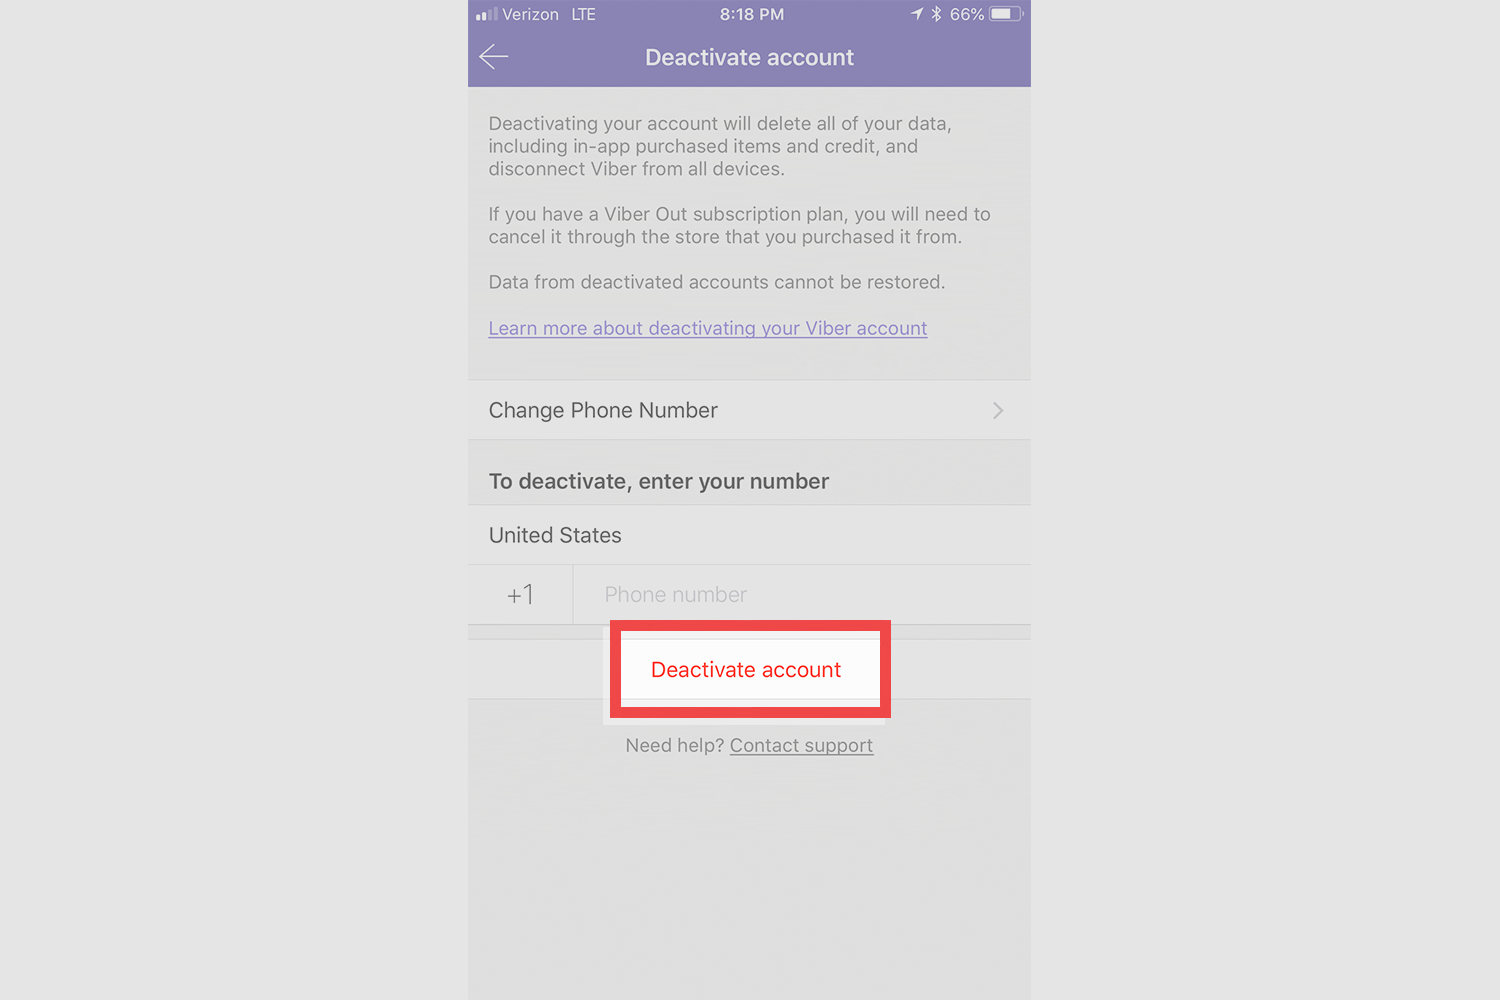 Verizon LTE 8:18 PM 66%
Deactivate account
Deactivating your account will delete all of your data,
including in-app purchased items and credit, and
disconnect Viber from all devices.
If you have a Viber Out subscription plan, you will need to
cancel it through the store that you purchased it from.
Data from deactivated accounts cannot be restored.
Learn more about deactivating your Viber account
Change Phone Number
To deactivate, enter your number
United States
+1 Phone number
Deactivate account
Need help? Contact support